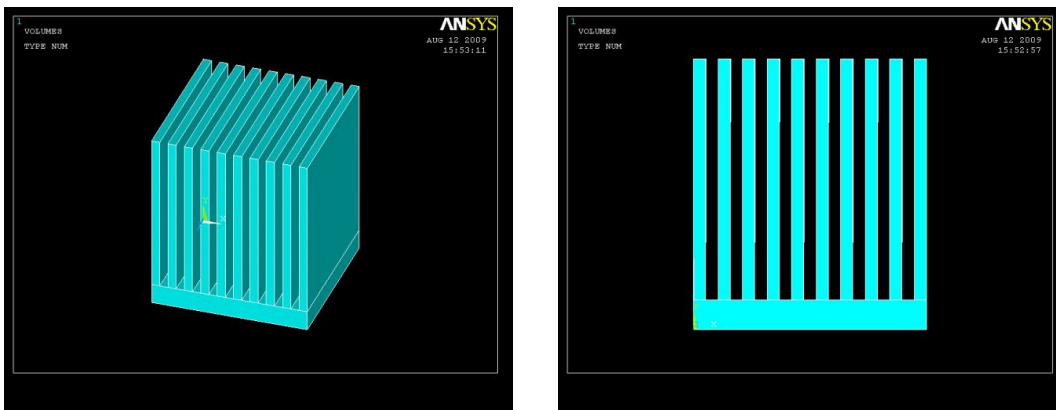 1
VOLUMES
TYPE NUM
ANSYS
AUG 12 2009
15:53:11
Y
X
1
VOLUMES
TYPE NUM
ANSYS
AUG 12 2009
15:52:57
X